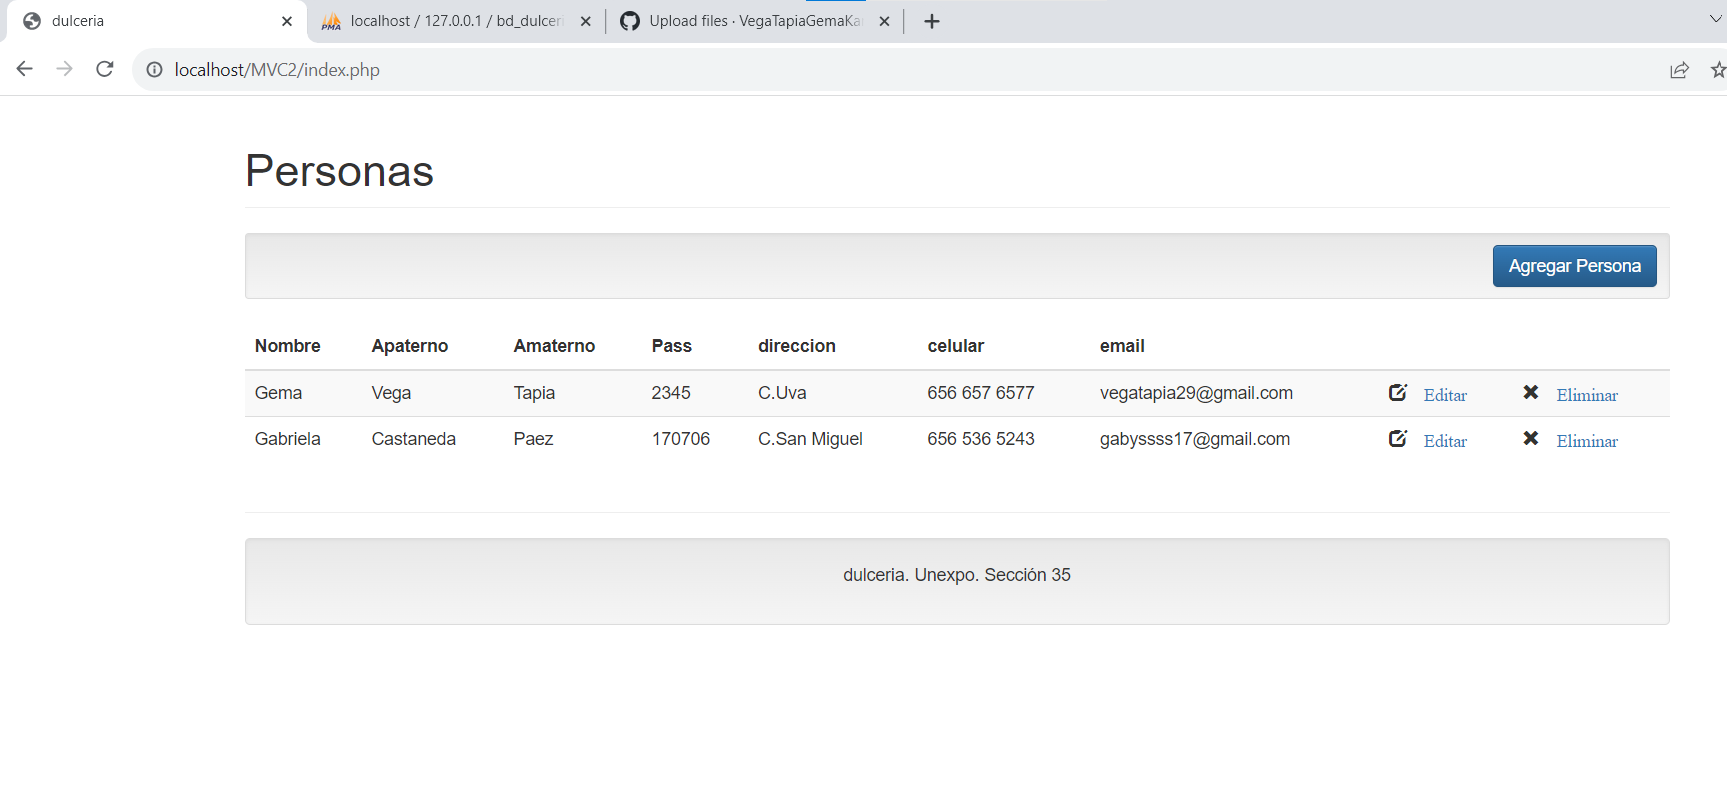 dulceria
PMA localhost / 127.0.0.1 / bd_dulceri
Upload files · VegaTapiaGemaKa
localhost/MVC2/index.php
Personas
Agregar Persona
Nombre Apaterno Amaterno Pass direccion celular email
Gema Vega Tapia 2345 C.Uva 656 657 6577 vegatapia29@gmail.com Editar Eliminar
Gabriela Castaneda Paez 170706 C.San Miguel 656 536 5243 gabyssss17@gmail.com Editar Eliminar
dulceria. Unexpo. Sección 35